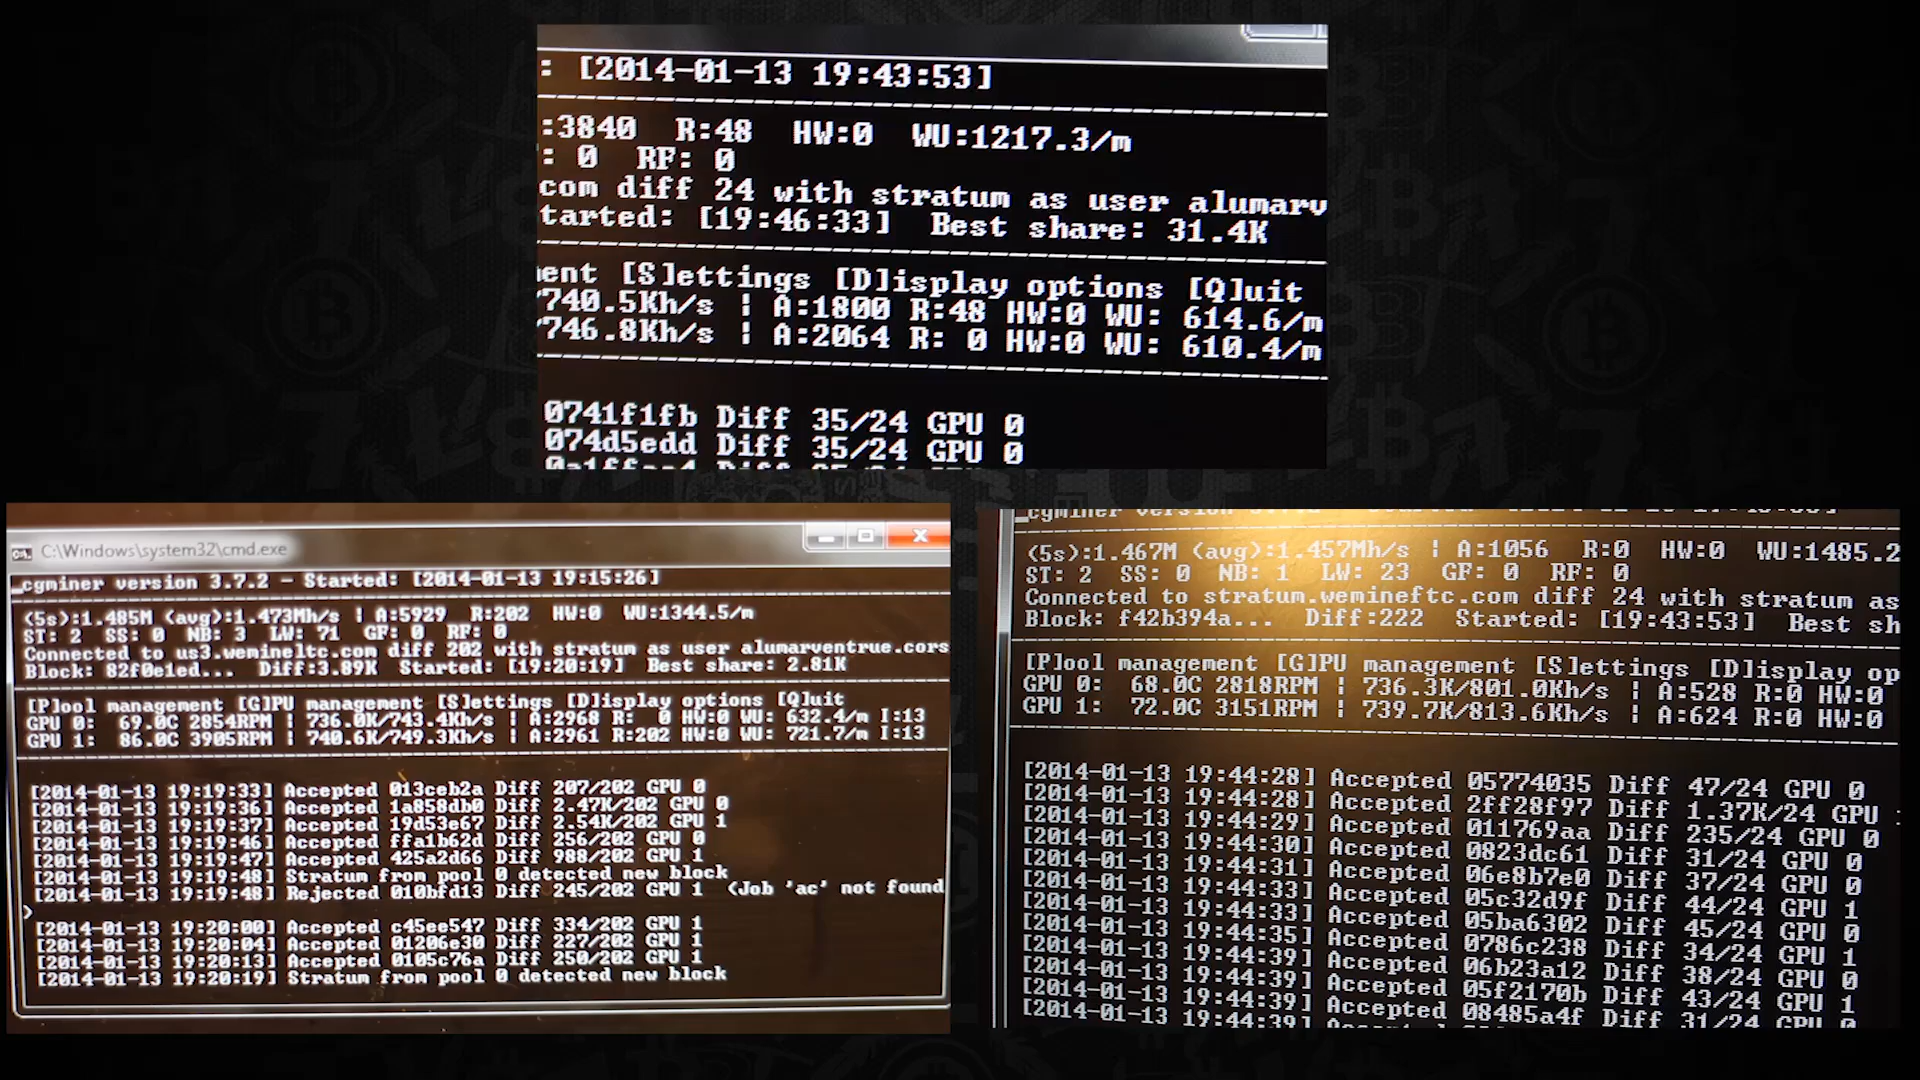 : [2014-01-13 19:43:53]
:3840 R:48 HW:0 WU:1217.3/m
: 0 RF: 0
com diff 24 with stratum as user alumarv
tarted: [19:46:33] Best share: 31.4K
ment [S]ettings [D]isplay options [Q]uit
/740.5Kh/s | A:1800 R:48 HW:0 WU: 614.6/m
/746.8Kh/s | A:2064 R: 0 HW:0 WU: 610.4/m
0741f1fb Diff 35/24 GPU 0
074d5edd Diff 35/24 GPU 0
C:\Windows\system32\cmd.exe
cgminer version 3.7.2 - Started: [2014-01-13 19:15:26]
(5s):1.485M (avg):1.473Mh/s | A:5929 R:202 HW:0 WU:1344.5/m
ST: 2 SS: 0 NB: 3 LW: 71 GF: 0 RF: 0
Connected to us3.wemineltc.com diff 202 with stratum as user alumarventrue.cors
Block: 82f0e1ed... Diff:3.89K Started: [19:20:19] Best share: 2.81K
[P]ool management [G]PU management [S]ettings [D]isplay options [Q]uit
GPU 0: 69.0C 2854RPM | 736.0K/743.4Kh/s | A:2968 R: 0 HW:0 WU: 632.4/m I:13
GPU 1: 86.0C 3905RPM | 740.6K/749.3Kh/s | A:2961 R:202 HW:0 WU: 721.7/m I:13
[2014-01-13 19:19:33] Accepted 013ceb2a Diff 207/202 GPU 0
[2014-01-13 19:19:36] Accepted 1a858db0 Diff 2.47K/202 GPU 0
[2014-01-13 19:19:37] Accepted 19d53e67 Diff 2.54K/202 GPU 1
[2014-01-13 19:19:46] Accepted ffa1b62d Diff 256/202 GPU 0
[2014-01-13 19:19:47] Accepted 425a2d66 Diff 988/202 GPU 1
[2014-01-13 19:19:48] Stratum from pool 0 detected new block
[2014-01-13 19:19:48] Rejected 010bfd13 Diff 245/202 GPU 1 (Job 'ac' not found
)
[2014-01-13 19:20:00] Accepted c45ee547 Diff 334/202 GPU 1
[2014-01-13 19:20:04] Accepted 01206e30 Diff 227/202 GPU 1
[2014-01-13 19:20:13] Accepted 0105c76a Diff 250/202 GPU 1
[2014-01-13 19:20:19] Stratum from pool 0 detected new block
cgminer version
(5s):1.467M (avg):1.457Mh/s | A:1056 R:0 HW:0 WU:1485.2
ST: 2 SS: 0 NB: 1 LW: 23 GF: 0 RF: 0
Connected to stratum.wemineftc.com diff 24 with stratum as
Block: f42b394a... Diff:222 Started: [19:43:53] Best sh
[P]ool management [G]PU management [S]ettings [D]isplay op
GPU 0: 68.0C 2818RPM | 736.3K/801.0Kh/s | A:528 R:0 HW:0
GPU 1: 72.0C 3151RPM | 739.7K/813.6Kh/s | A:624 R:0 HW:0
[2014-01-13 19:44:28] Accepted 05774035 Diff 47/24 GPU 0
[2014-01-13 19:44:28] Accepted 2ff28f97 Diff 1.37K/24 GPU
[2014-01-13 19:44:29] Accepted 011769aa Diff 235/24 GPU 0
[2014-01-13 19:44:30] Accepted 0823dc61 Diff 31/24 GPU 0
[2014-01-13 19:44:31] Accepted 06e8b7e0 Diff 37/24 GPU 0
[2014-01-13 19:44:33] Accepted 05c32d9f Diff 44/24 GPU 1
[2014-01-13 19:44:33] Accepted 05ba6302 Diff 45/24 GPU 0
[2014-01-13 19:44:35] Accepted 0786c238 Diff 34/24 GPU 1
[2014-01-13 19:44:39] Accepted 06b23a12 Diff 38/24 GPU 0
[2014-01-13 19:44:39] Accepted 05f2170b Diff 43/24 GPU 1
[2014-01-13 19:44:39] Accepted 08485a4f Diff 31/24 GPU 0